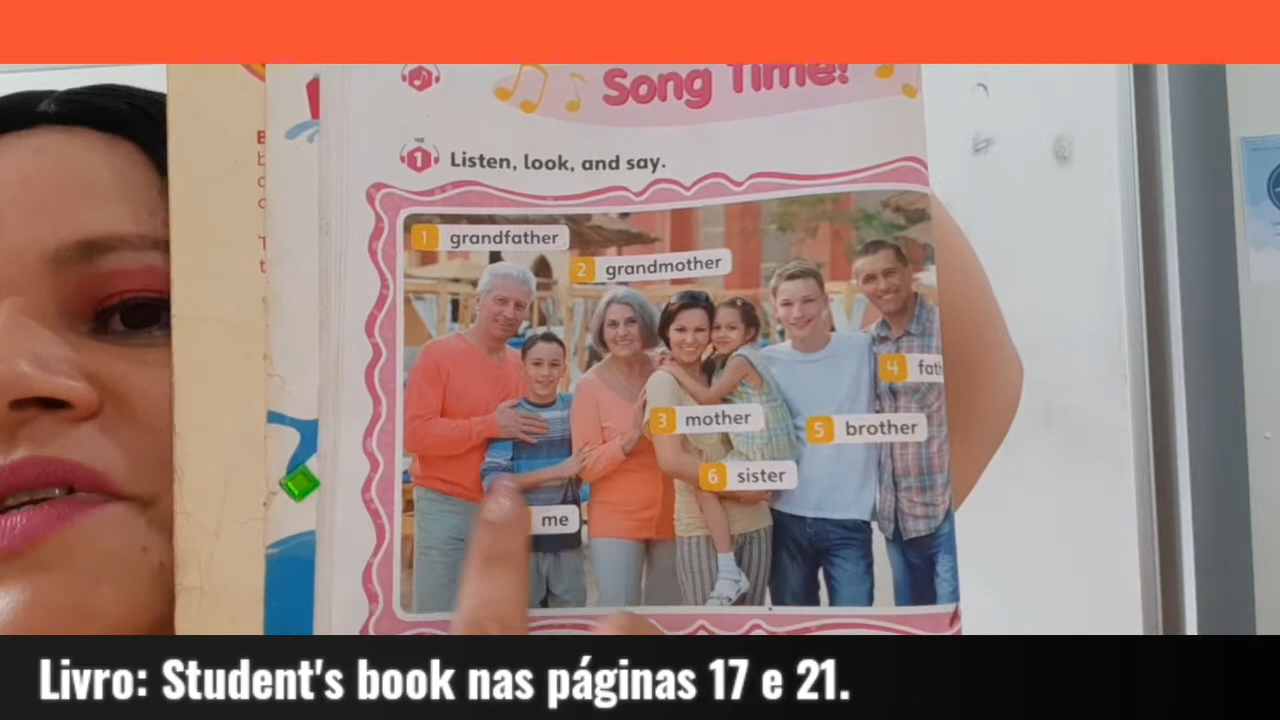 Song Time!
40
1 Listen, look, and say.
1 grandfather
2 grandmother
4
3 mother
5 brother
6 sister
me
Livro: Student's book nas páginas 17 e 21.